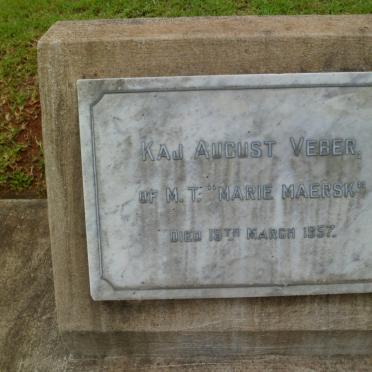 KAJ AUGUST VEBER.
OF M.T. "MARIE MAERSK"
DIED 19TH MARCH 1957.